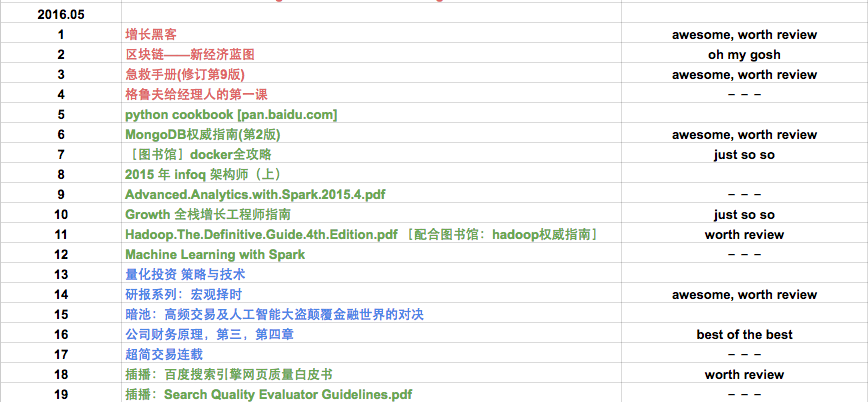 2016.05
1 增长黑客 awesome, worth review
2 区块链——新经济蓝图 oh my gosh
3 急救手册(修订第9版) awesome, worth review
4 格鲁夫给经理人的第一课 – – –
5 python cookbook [pan.baidu.com]
6 MongoDB权威指南(第2版) awesome, worth review
7 [图书馆] docker全攻略 just so so
8 2015 年 infoq 架构师（上）
9 Advanced.Analytics.with.Spark.2015.4.pdf – – –
10 Growth 全栈增长工程师指南 just so so
11 Hadoop.The.Definitive.Guide.4th.Edition.pdf [配合图书馆：hadoop权威指南] worth review
12 Machine Learning with Spark – – –
13 量化投资 策略与技术
14 研报系列：宏观择时 awesome, worth review
15 暗池：高频交易及人工智能大盗颠覆金融世界的对决
16 公司财务原理，第三，第四章 best of the best
17 超简交易连载 – – –
18 插播：百度搜索引擎网页质量白皮书 worth review
19 插播：Search Quality Evaluator Guidelines.pdf – – –